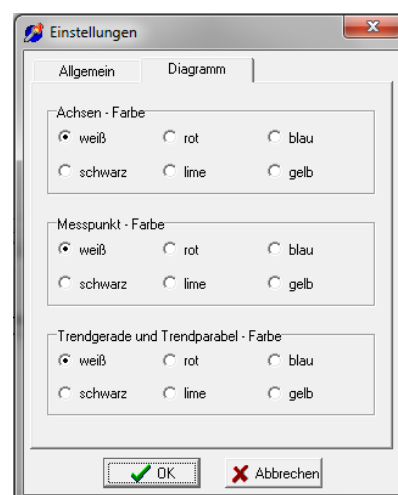 Einstellungen
Allgemein Diagramm
Achsen - Farbe
weiß rot blau
schwarz lime gelb
Messpunkt - Farbe
weiß rot blau
schwarz lime gelb
Trendgerade und Trendparabel - Farbe
weiß rot blau
schwarz lime gelb
OK Abbrechen